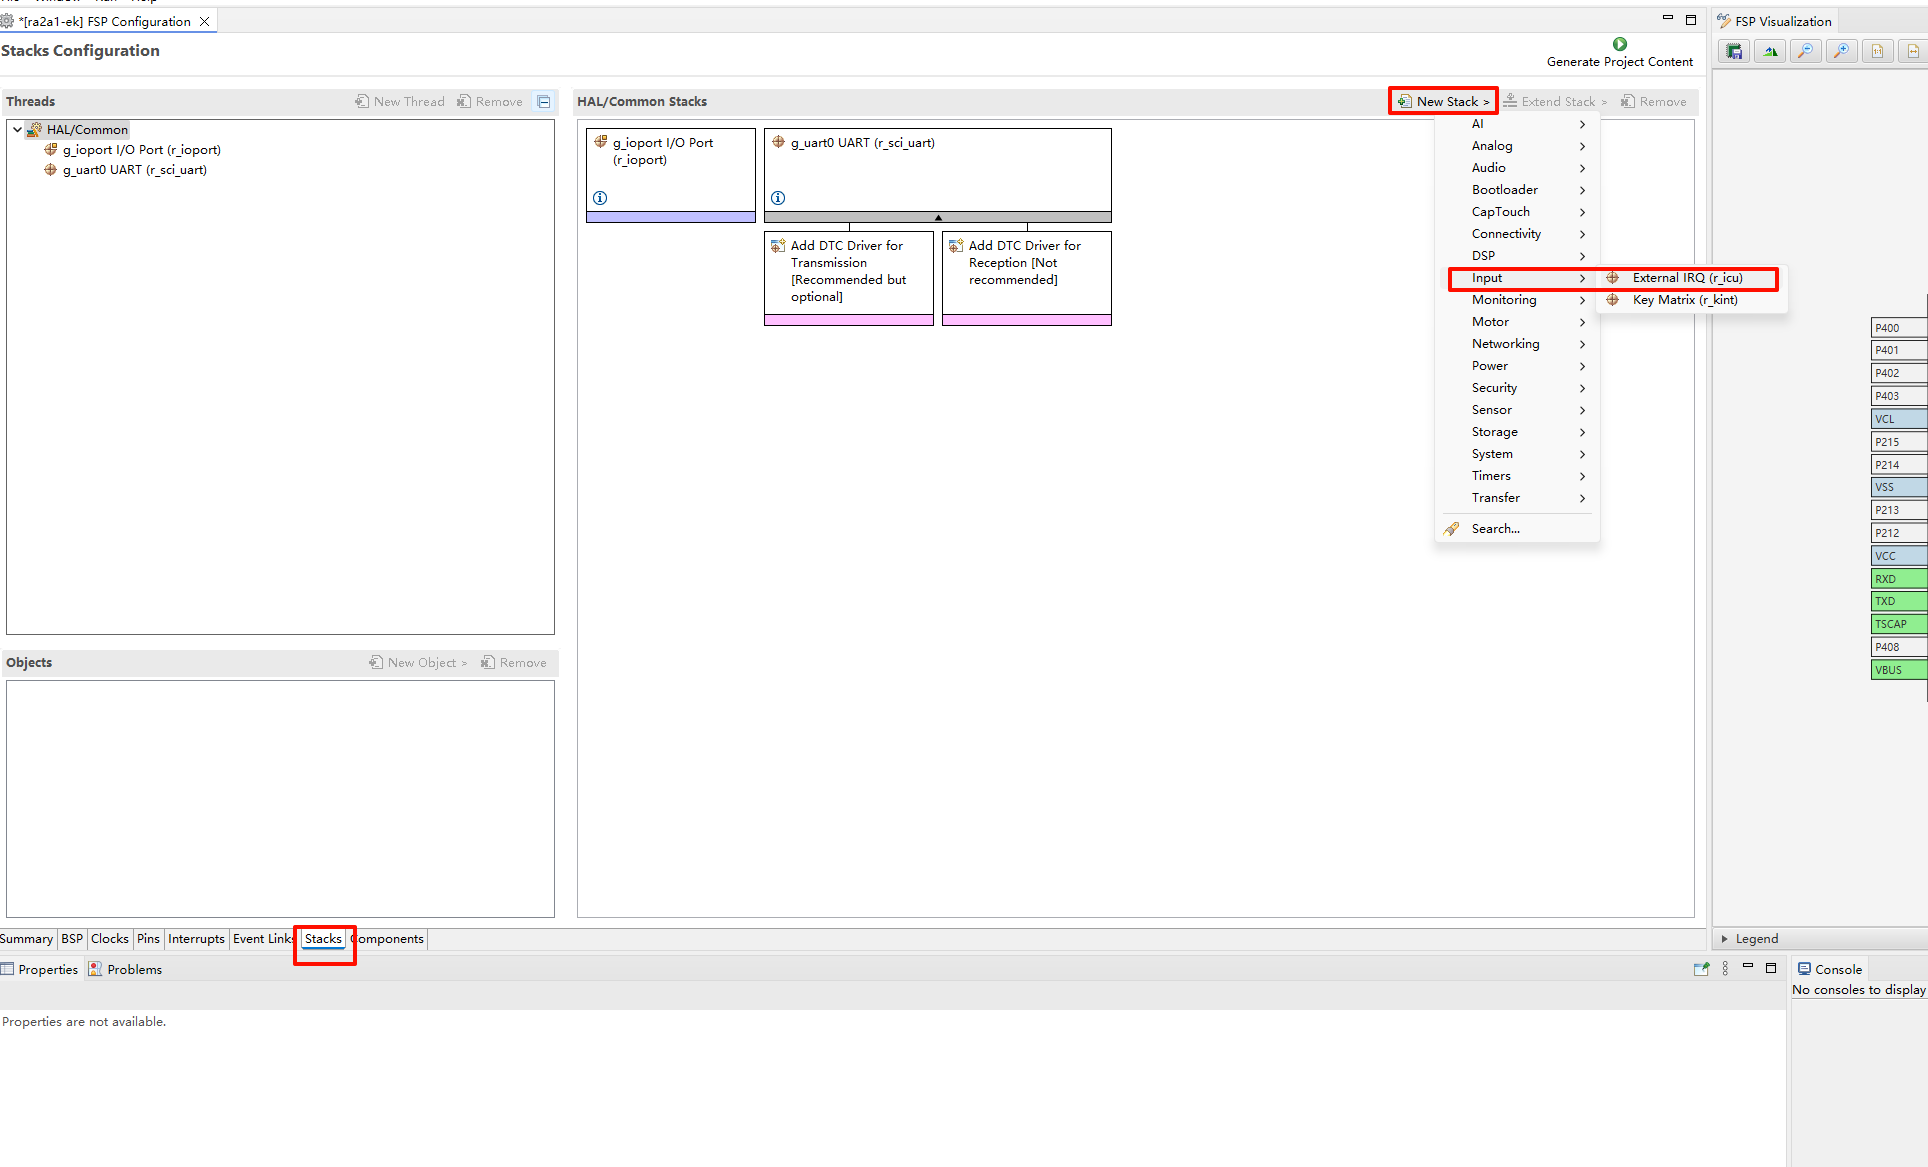 *[ra2a1-ek] FSP Configuration
FSP Visualization
Stacks Configuration
Generate Project Content
Threads
New Thread
Remove
HAL/Common
g_ioport I/O Port (r_ioport)
g_uart0 UART (r_sci_uart)
HAL/Common Stacks
New Stack >
Extend Stack >
Remove
g_ioport I/O Port
(r_ioport)
g_uart0 UART (r_sci_uart)
Add DTC Driver for
Transmission
[Recommended but
optional]
Add DTC Driver for
Reception [Not
recommended]
AI
Analog
Audio
Bootloader
CapTouch
Connectivity
DSP
Input
Monitoring
Motor
Networking
Power
Security
Sensor
Storage
System
Timers
Transfer
Search...
External IRQ (r_icu)
Key Matrix (r_kint)
P400
P401
P402
P403
VCL
P215
P214
VSS
P213
P212
VCC
RXD
TXD
TSCAP
P408
VBUS
Objects
New Object >
Remove
Summary
BSP
Clocks
Pins
Interrupts
Event Links
Stacks
Components
Legend
Properties
Problems
Console
No consoles to display
Properties are not available.